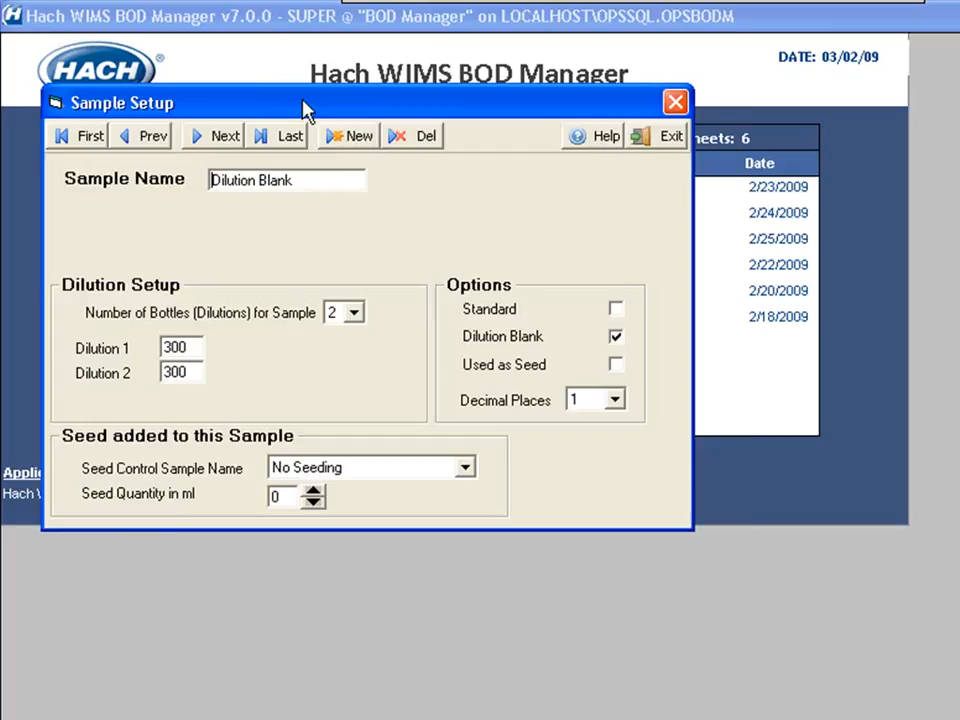 Hach WIMS BOD Manager v7.0.0 - SUPER @ "BOD Manager" on LOCALHOST\OPSSQL.OPSBODM
HACH®
Hach WIMS BOD Manager
DATE: 03/02/09
Sample Setup
First Prev Next Last New Del Help Exit
heets: 6
Date
Sample Name Dilution Blank
2/23/2009
2/24/2009
2/25/2009
2/22/2009
2/20/2009
2/18/2009
Dilution Setup
Number of Bottles (Dilutions) for Sample 2
Dilution 1 300
Dilution 2 300
Options
Standard
Dilution Blank
Used as Seed
Decimal Places 1
Seed added to this Sample
Seed Control Sample Name No Seeding
Seed Quantity in ml 0
Appli
Hach